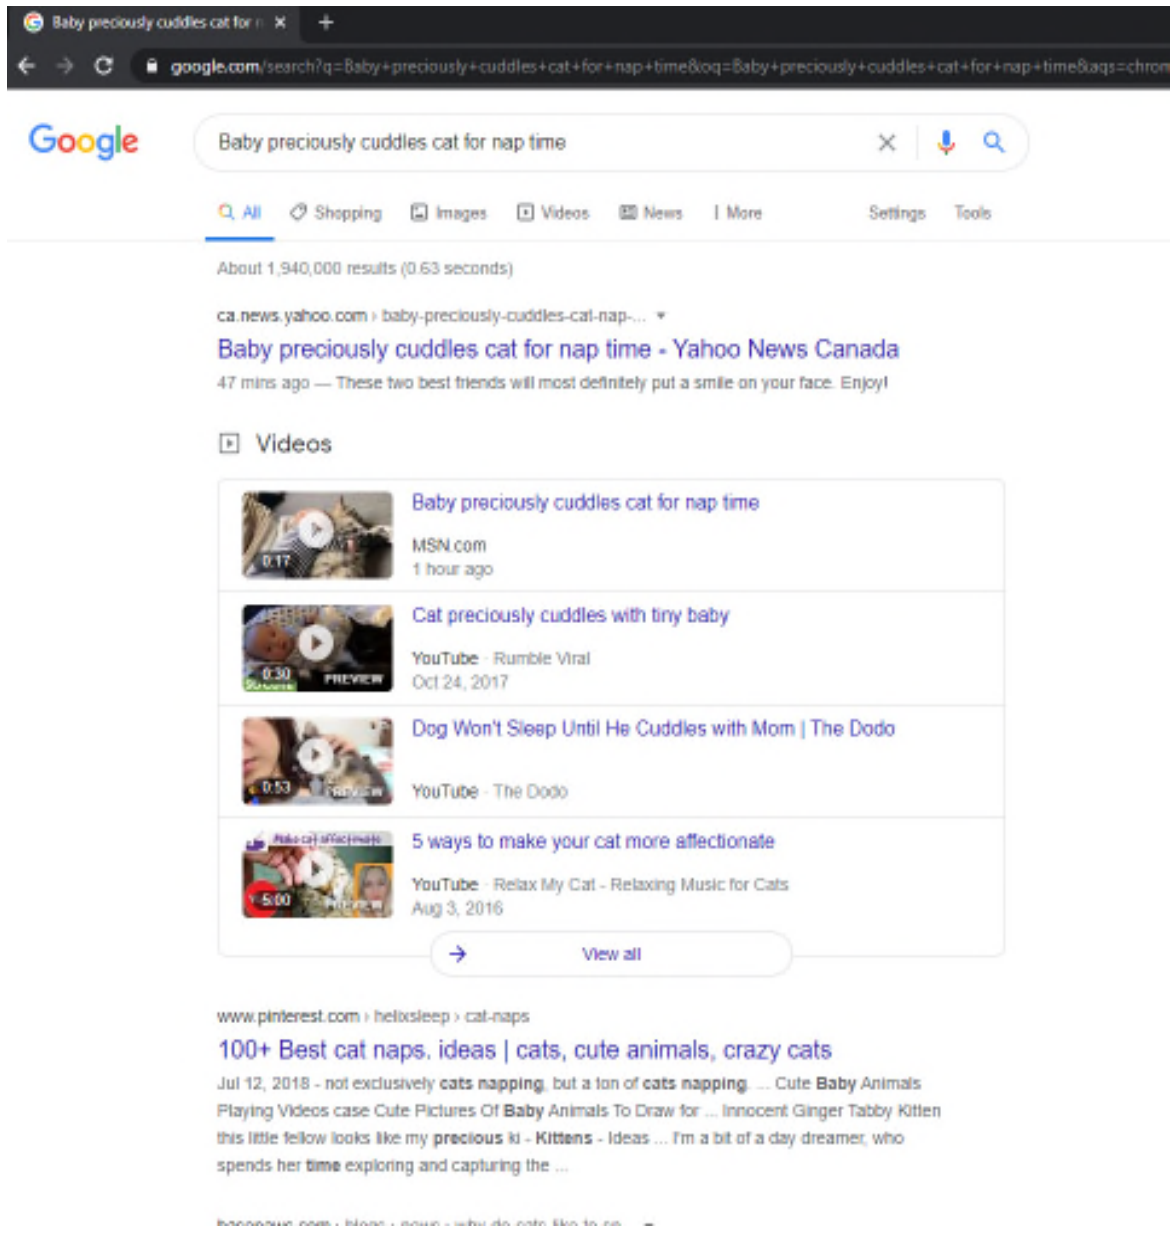 Baby preciously cuddles cat for n
google.com/search?q=Baby+preciously+cuddles+cat+for+nap+time&oq=Baby+preciously+cuddles+cat+for+nap+time&aqs=chrom
Google
Baby preciously cuddles cat for nap time
All Shopping Images Videos News More Settings Tools
About 1,940,000 results (0.63 seconds)
ca.news.yahoo.com › baby-preciously-cuddles-cat-nap-...
Baby preciously cuddles cat for nap time - Yahoo News Canada
47 mins ago — These two best friends will most definitely put a smile on your face. Enjoy!
Videos
Baby preciously cuddles cat for nap time
MSN.com
0:17
1 hour ago
Cat preciously cuddles with tiny baby
YouTube · Rumble Viral
0:30 PREVIEW
Oct 24, 2017
SO CUTE
Dog Won't Sleep Until He Cuddles with Mom | The Dodo
0:53 PREVIEW
YouTube · The Dodo
Make cat affectionate
5 ways to make your cat more affectionate
YouTube · Relax My Cat - Relaxing Music for Cats
5:00 PREVIEW
Aug 3, 2016
View all
www.pinterest.com › helixsleep › cat-naps
100+ Best cat naps. ideas | cats, cute animals, crazy cats
Jul 12, 2018 - not exclusively cats napping, but a ton of cats napping. ... Cute Baby Animals
Playing Videos case Cute Pictures Of Baby Animals To Draw for ... Innocent Ginger Tabby Kitten
this little fellow looks like my precious ki - Kittens - Ideas ... I'm a bit of a day dreamer, who
spends her time exploring and capturing the ...